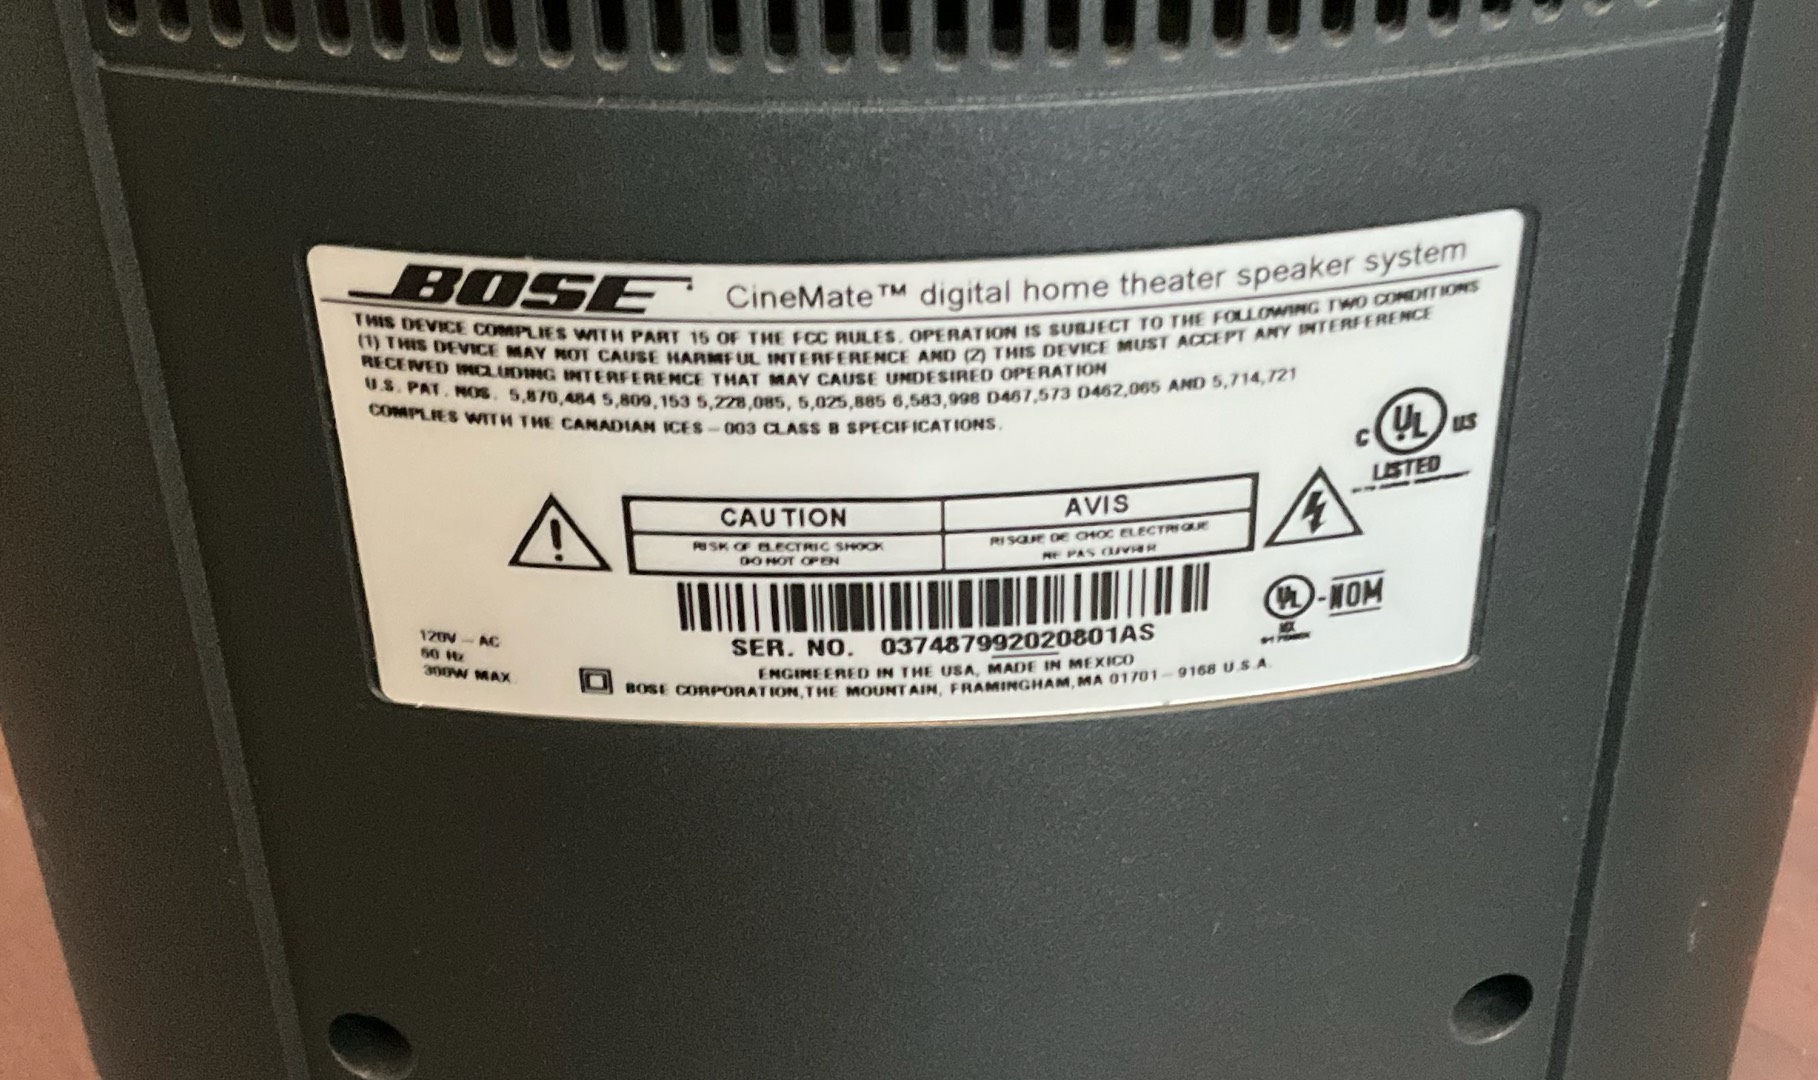 BOSE
CineMate™ digital home theater speaker system
THIS DEVICE COMPLIES WITH PART 15 OF THE FCC RULES. OPERATION IS SUBJECT TO THE FOLLOWING TWO CONDITIONS
(1) THIS DEVICE MAY NOT CAUSE HARMFUL INTERFERENCE AND (2) THIS DEVICE MUST ACCEPT ANY INTERFERENCE
RECEIVED INCLUDING INTERFERENCE THAT MAY CAUSE UNDESIRED OPERATION
U.S. PAT. NOS. 5,870,484 5,809,153 5,228,085, 5,025,885 6,583,998 D467,573 D462,065 AND 5,714,721
COMPLIES WITH THE CANADIAN ICES-003 CLASS B SPECIFICATIONS.
C UL US
LISTED
CAUTION
RISK OF ELECTRIC SHOCK
DO NOT OPEN
AVIS
RISQUE DE CHOC ELECTRIQUE
NE PAS OUVRIR
UL-NOM
MX
SER. NO. 037487992020801AS
120V ~ AC
60 Hz
300W MAX
ENGINEERED IN THE USA, MADE IN MEXICO
BOSE CORPORATION, THE MOUNTAIN, FRAMINGHAM, MA 01701-9168 U.S.A.